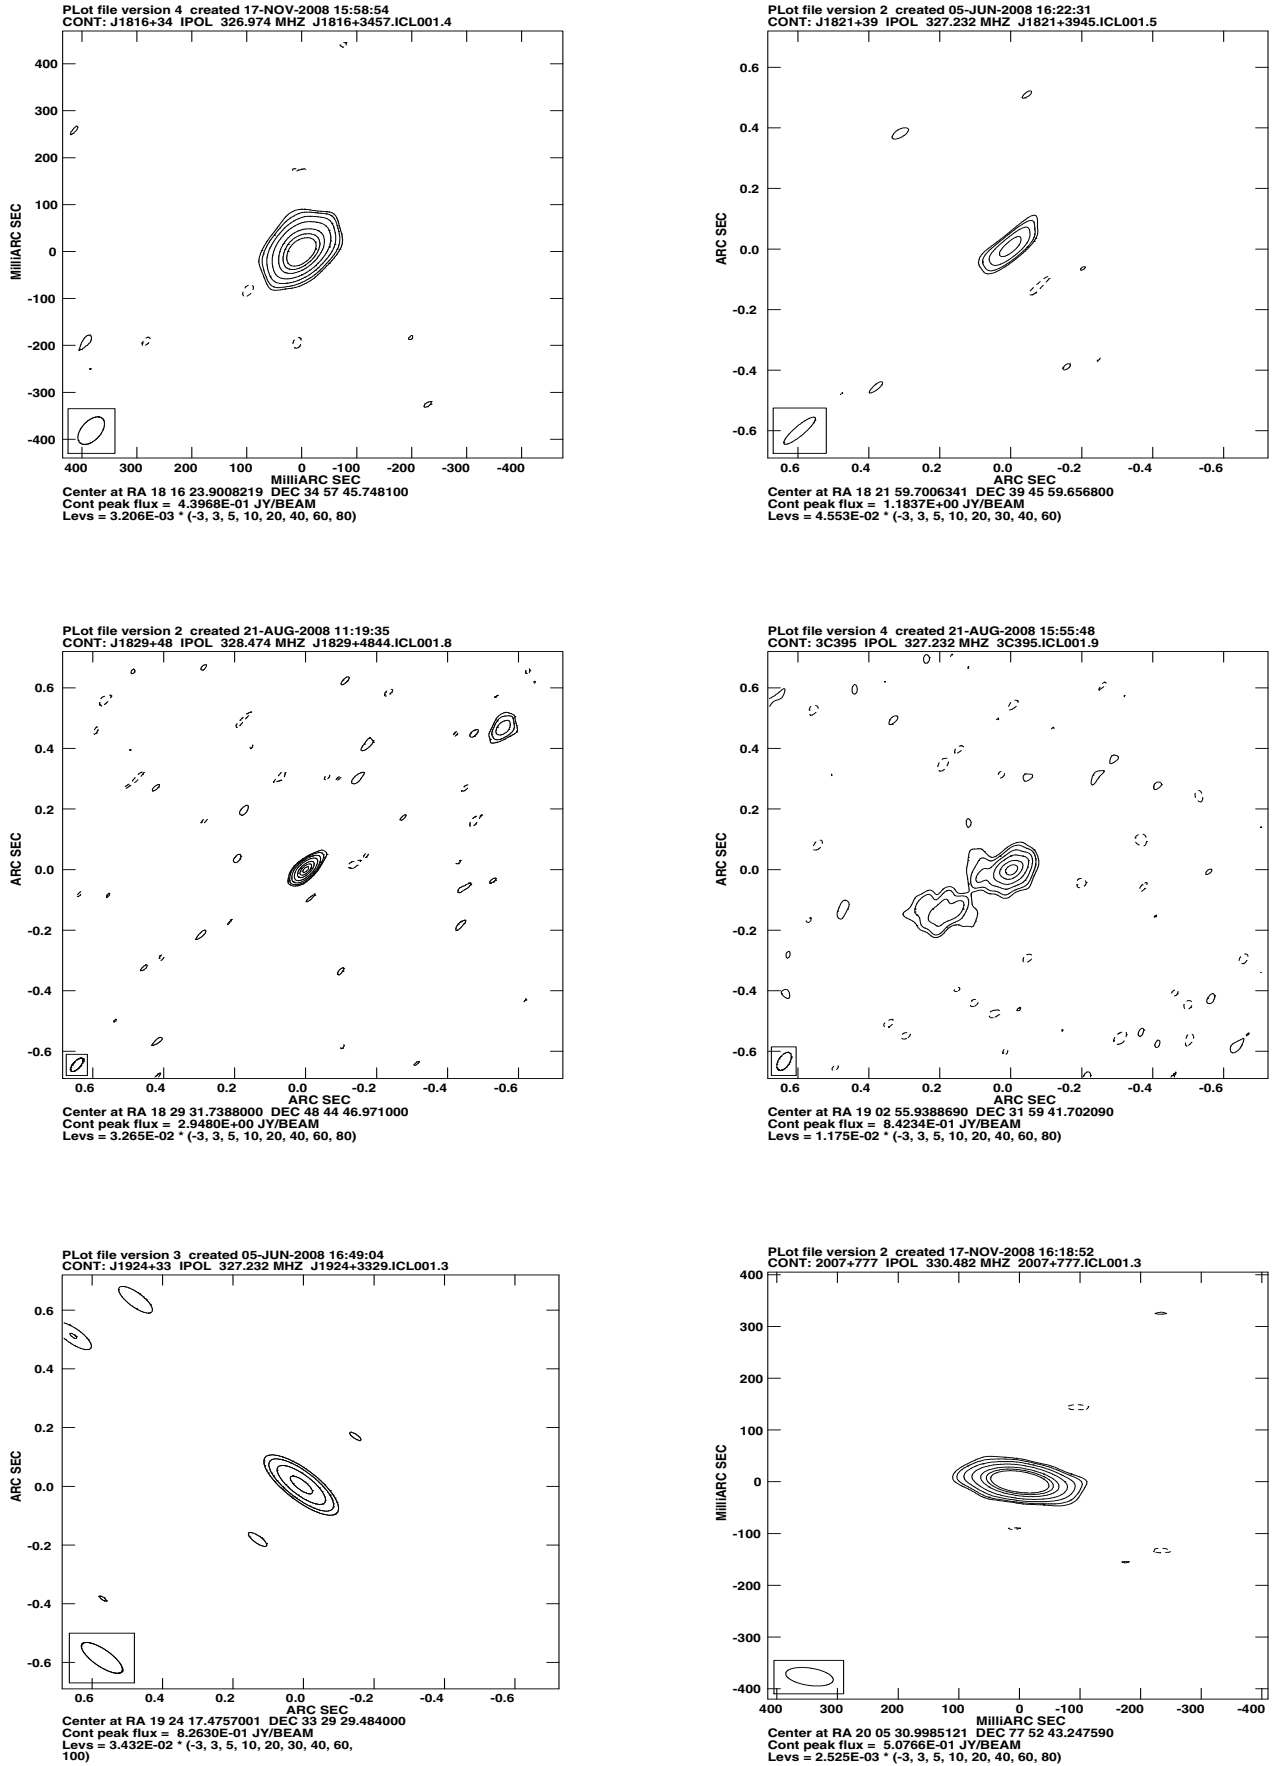 PLot file version 4  created 17-NOV-2008 15:58:54
CONT: J1816+34  IPOL  326.974 MHZ  J1816+3457.ICL001.4
MilliARC SEC
400
300
200
100
0
-100
-200
-300
-400
400 300 200 100 0 -100 -200 -300 -400
MilliARC SEC
Center at RA 18 16 23.9008219  DEC 34 57 45.748100
Cont peak flux =  4.3968E-01 JY/BEAM
Levs = 3.206E-03 * (-3, 3, 5, 10, 20, 40, 60, 80)
PLot file version 2  created 05-JUN-2008 16:22:31
CONT: J1821+39  IPOL  327.232 MHZ  J1821+3945.ICL001.5
ARC SEC
0.6
0.4
0.2
0.0
-0.2
-0.4
-0.6
0.6 0.4 0.2 0.0 -0.2 -0.4 -0.6
ARC SEC
Center at RA 18 21 59.7006341  DEC 39 45 59.656800
Cont peak flux =  1.1837E+00 JY/BEAM
Levs = 4.553E-02 * (-3, 3, 5, 10, 20, 30, 40, 60)
PLot file version 2  created 21-AUG-2008 11:19:35
CONT: J1829+48  IPOL  328.474 MHZ  J1829+4844.ICL001.8
ARC SEC
0.6
0.4
0.2
0.0
-0.2
-0.4
-0.6
0.6 0.4 0.2 0.0 -0.2 -0.4 -0.6
ARC SEC
Center at RA 18 29 31.7388000  DEC 48 44 46.971000
Cont peak flux =  2.9480E+00 JY/BEAM
Levs = 3.265E-02 * (-3, 3, 5, 10, 20, 40, 60, 80)
PLot file version 4  created 21-AUG-2008 15:55:48
CONT: 3C395  IPOL  327.232 MHZ  3C395.ICL001.9
ARC SEC
0.6
0.4
0.2
0.0
-0.2
-0.4
-0.6
0.6 0.4 0.2 0.0 -0.2 -0.4 -0.6
ARC SEC
Center at RA 19 02 55.9388690  DEC 31 59 41.702090
Cont peak flux =  8.4234E-01 JY/BEAM
Levs = 1.175E-02 * (-3, 3, 5, 10, 20, 40, 60, 80)
PLot file version 3  created 05-JUN-2008 16:49:04
CONT: J1924+33  IPOL  327.232 MHZ  J1924+3329.ICL001.3
ARC SEC
0.6
0.4
0.2
0.0
-0.2
-0.4
-0.6
0.6 0.4 0.2 0.0 -0.2 -0.4 -0.6
ARC SEC
Center at RA 19 24 17.4757001  DEC 33 29 29.484000
Cont peak flux =  8.2630E-01 JY/BEAM
Levs = 3.432E-02 * (-3, 3, 5, 10, 20, 30, 40, 60,
100)
PLot file version 2  created 17-NOV-2008 16:18:52
CONT: 2007+777  IPOL  330.482 MHZ  2007+777.ICL001.3
MilliARC SEC
400
300
200
100
0
-100
-200
-300
-400
400 300 200 100 0 -100 -200 -300 -400
MilliARC SEC
Center at RA 20 05 30.9985121  DEC 77 52 43.247590
Cont peak flux =  5.0766E-01 JY/BEAM
Levs = 2.525E-03 * (-3, 3, 5, 10, 20, 40, 60, 80)